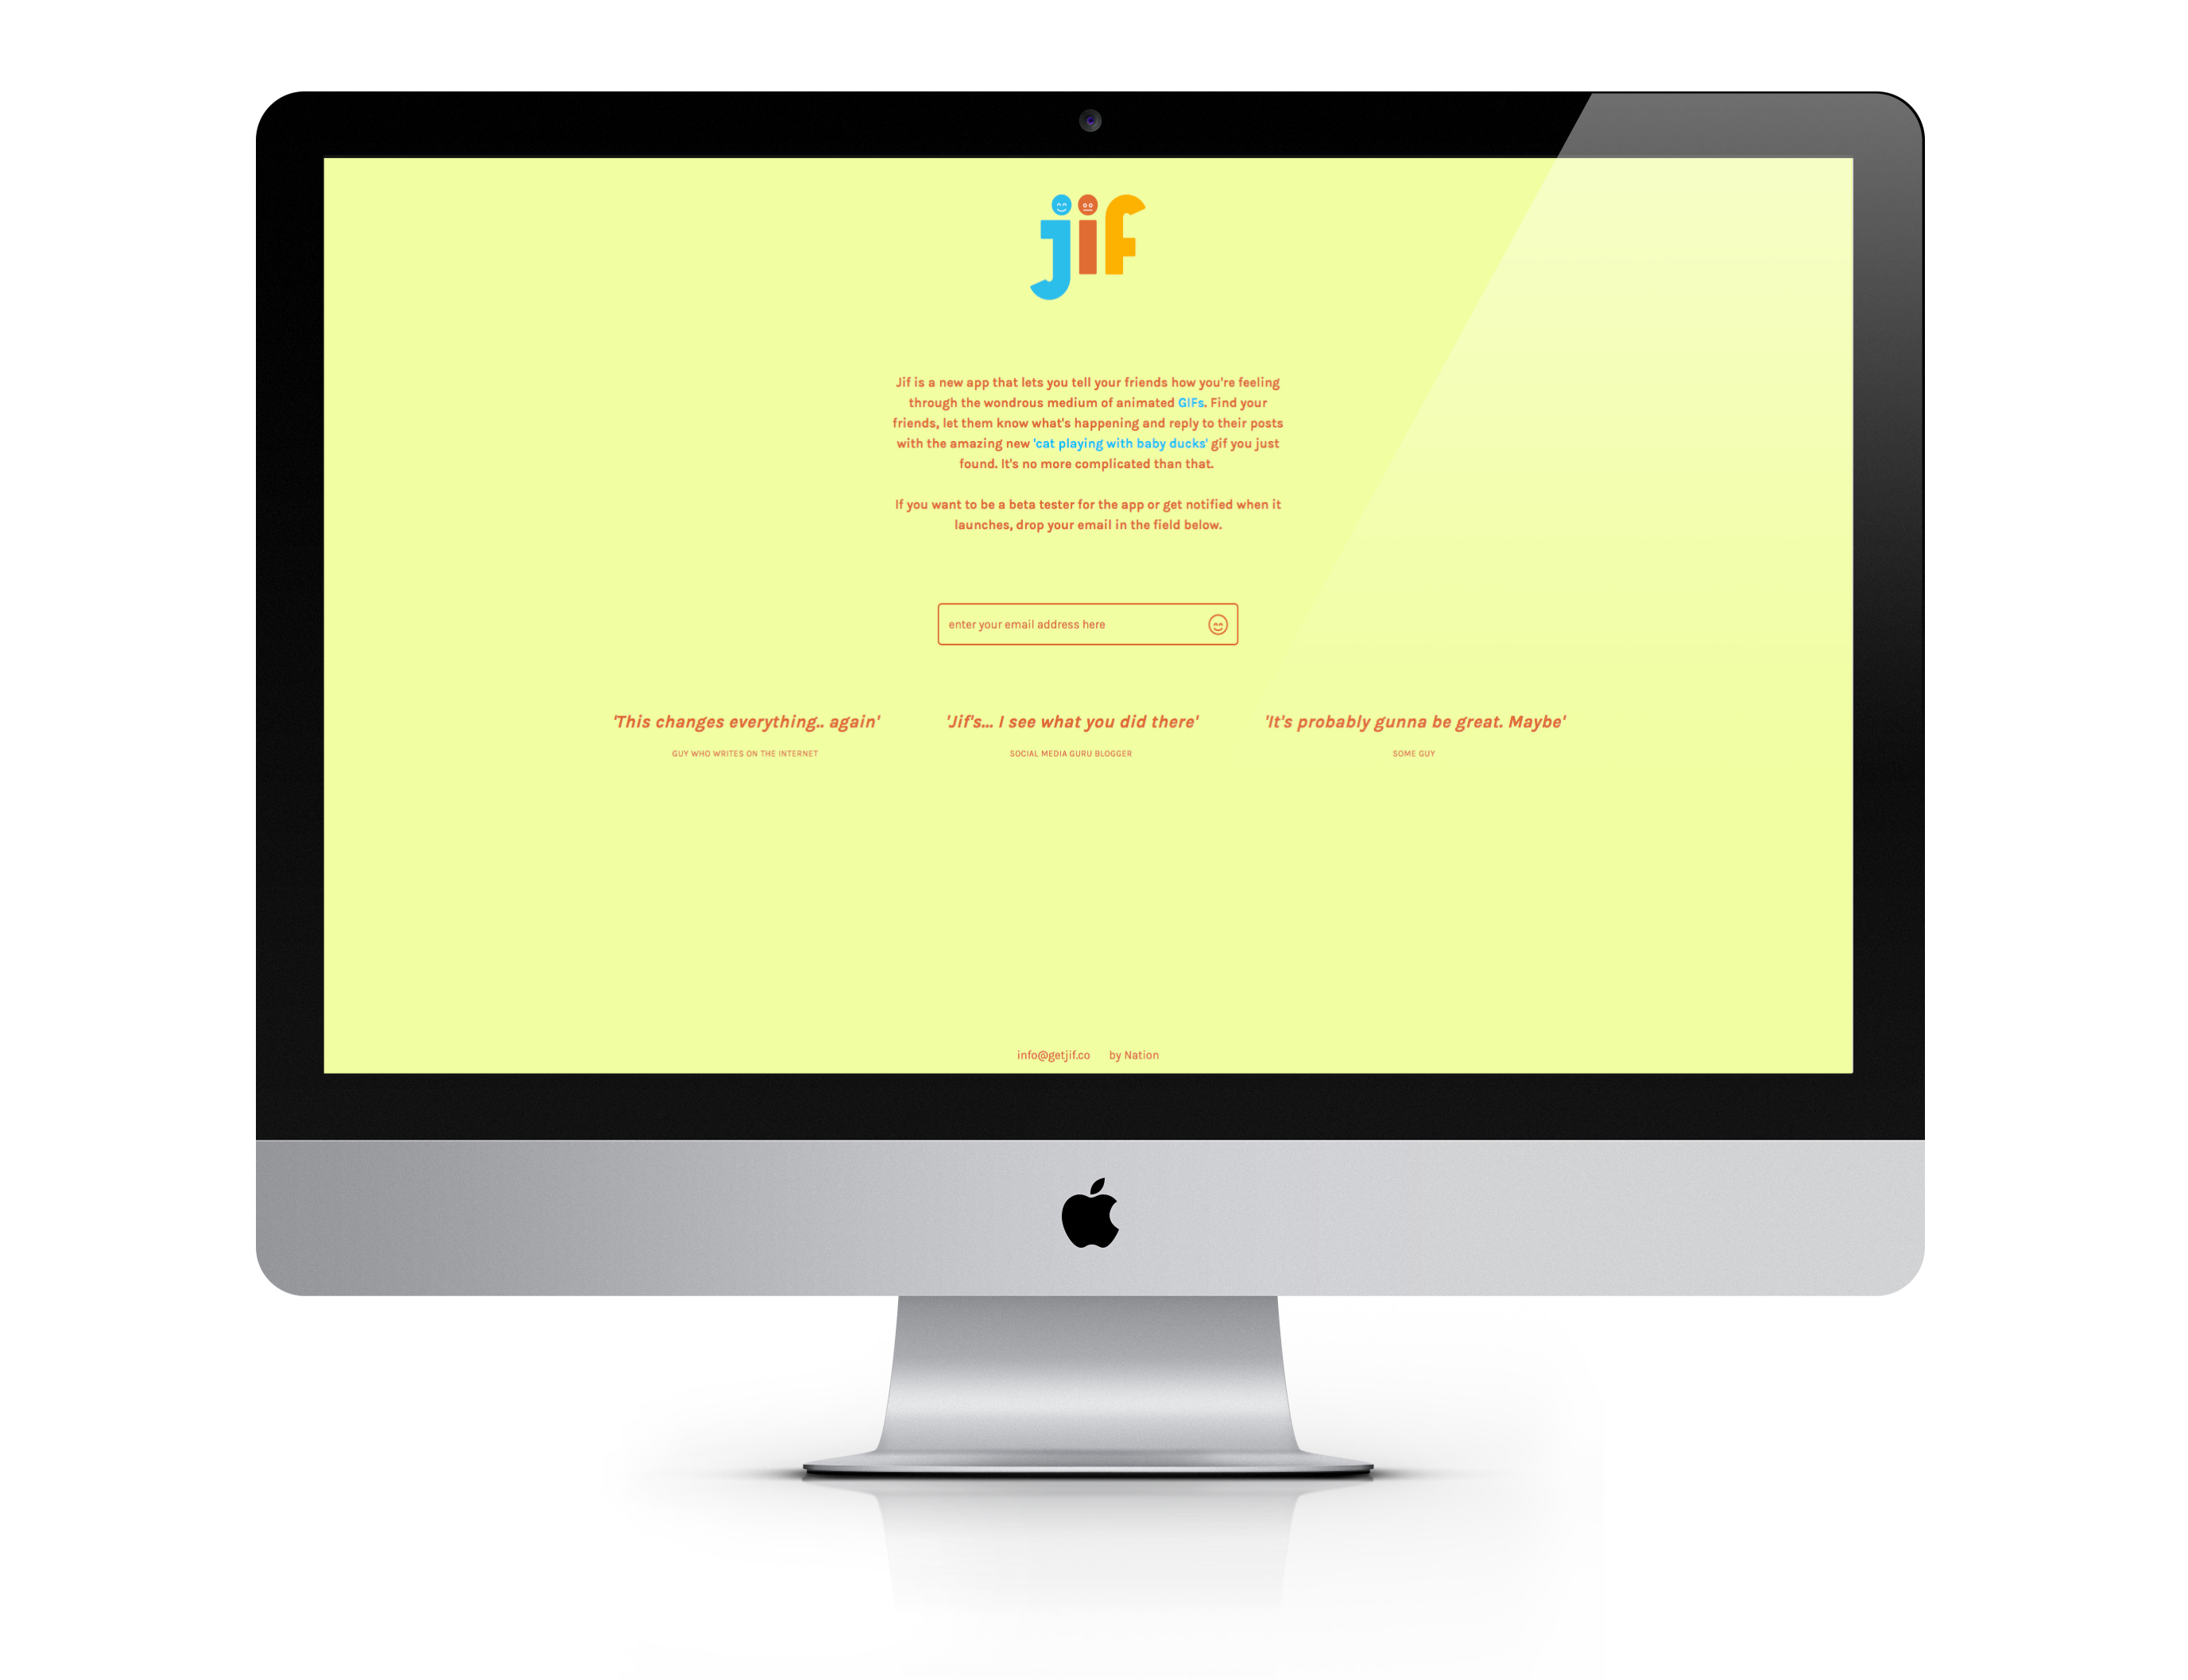 jif
Jif is a new app that lets you tell your friends how you're feeling
through the wondrous medium of animated GIFs. Find your
friends, let them know what's happening and reply to their posts
with the amazing new 'cat playing with baby ducks' gif you just
found. It's no more complicated than that.
If you want to be a beta tester for the app or get notified when it
launches, drop your email in the field below.
enter your email address here
'This changes everything.. again'
GUY WHO WRITES ON THE INTERNET
'Jif's... I see what you did there'
SOCIAL MEDIA GURU BLOGGER
'It's probably gunna be great. Maybe'
SOME GUY
info@getjif.co by Nation